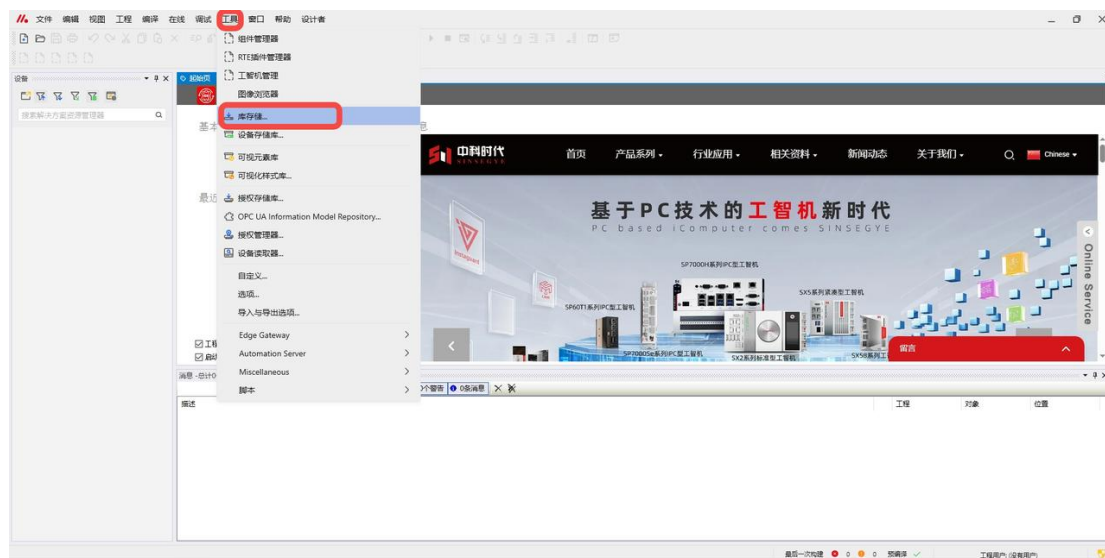 文件 编辑 视图 工程 编译 在线 调试 工具 窗口 帮助 设计者
组件管理器
RTE插件管理器
工智机管理
图像浏览器
库存储...
设备存储库...
可视元素库
可视化样式库...
授权存储库...
OPC UA Information Model Repository...
授权管理器...
设备读取器...
自定义...
选项...
导入与导出选项...
Edge Gateway
Automation Server
Miscellaneous
脚本
设备
搜索解决方案资源管理器
起始页
基本
最近
中科时代
SINSEGYE
首页 产品系列 行业应用 相关资料 新闻动态 关于我们 Chinese
基于PC技术的工智机新时代
PC based iComputer comes SINSEGYE
Instaguard
SP7000H系列IPC型工智机
SP60T1系列IPC型工智机
SX5系列紧凑型工智机
SP7000Se系列IPC型工智机
SX2系列标准型工智机
SX58系列工
Online Service
留言
消息 -总计0
0个警告 0条消息
描述 工程 对象 位置
最后一次构建 0 0 预编译 工程用户: (没有用户)